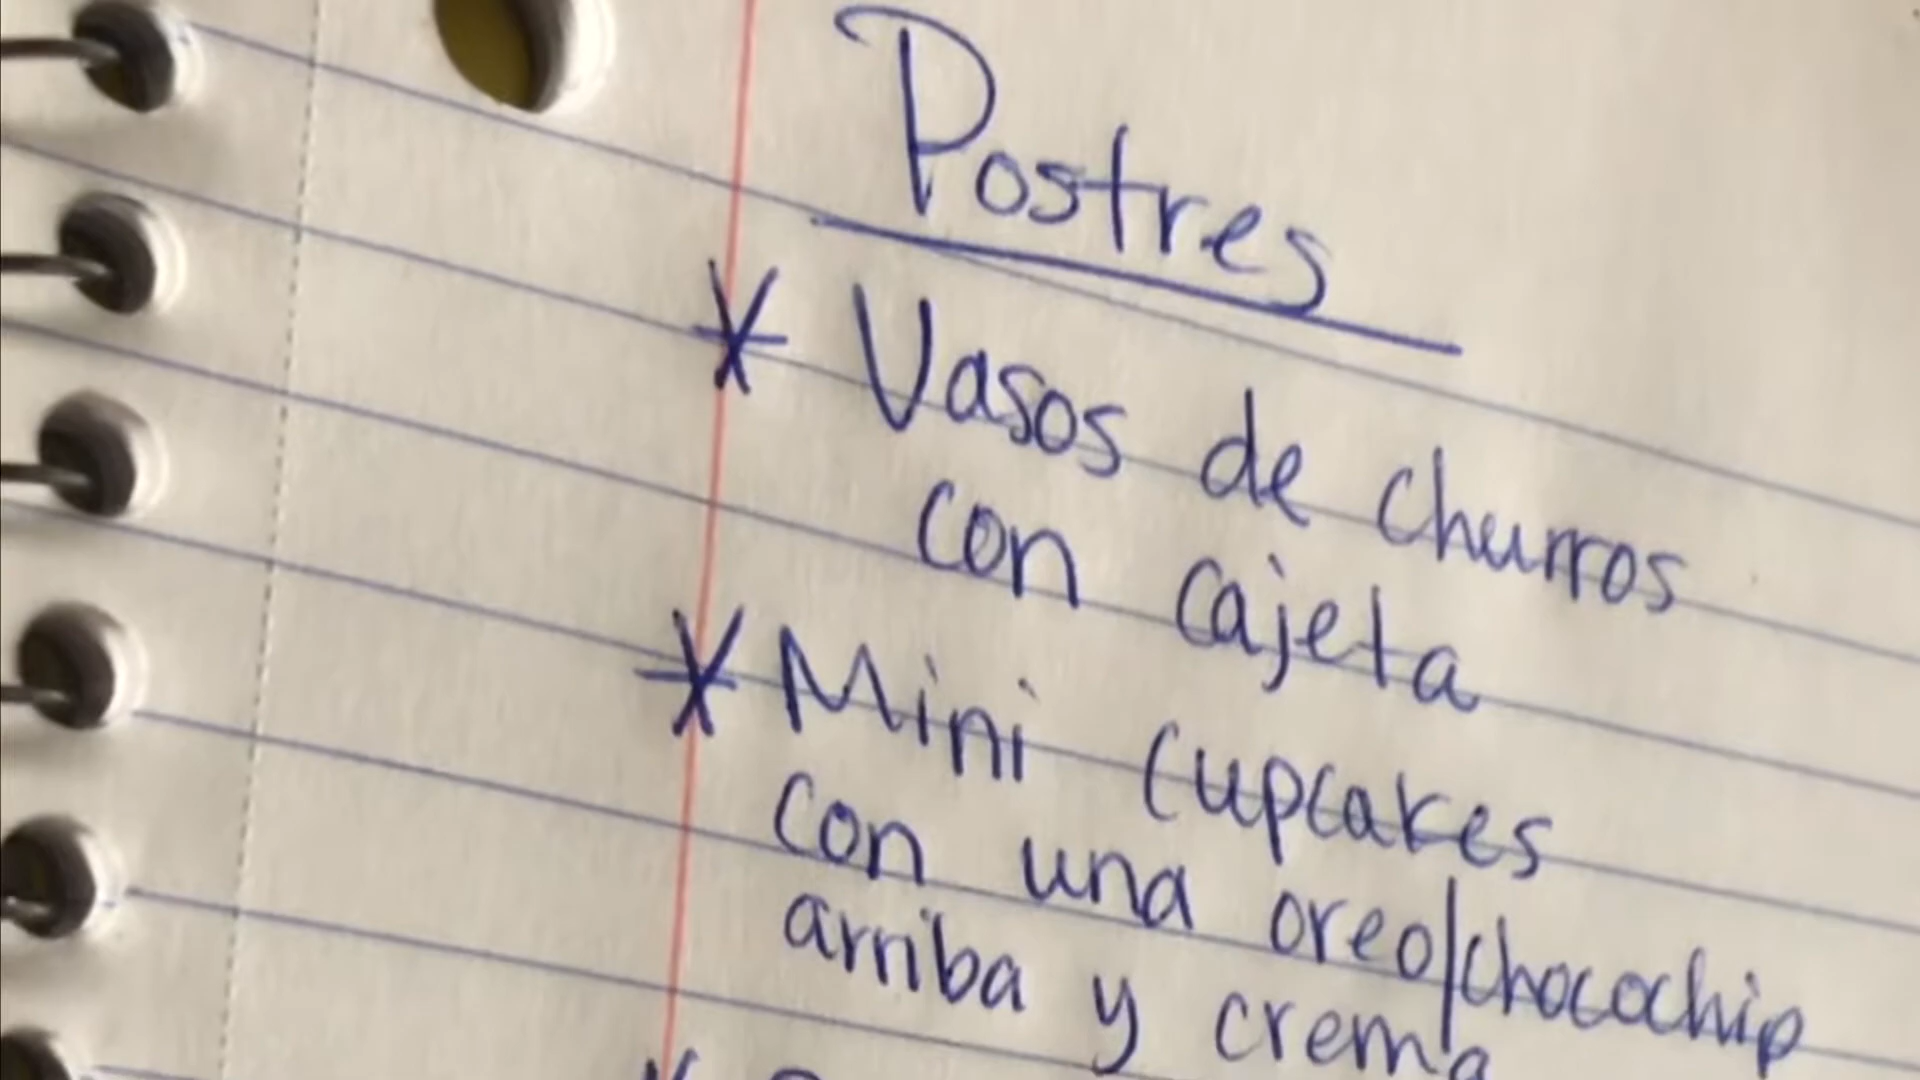 Postres
* Vasos de churros
con cajeta
* Mini cupcakes
con una oreo/chocochip
arriba y crema